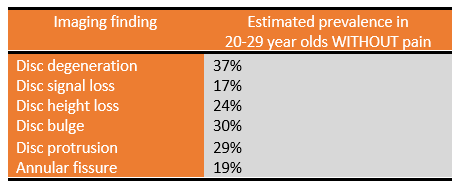 Imaging finding
Estimated prevalence in
20-29 year olds WITHOUT pain
Disc degeneration 37%
Disc signal loss 17%
Disc height loss 24%
Disc bulge 30%
Disc protrusion 29%
Annular fissure 19%